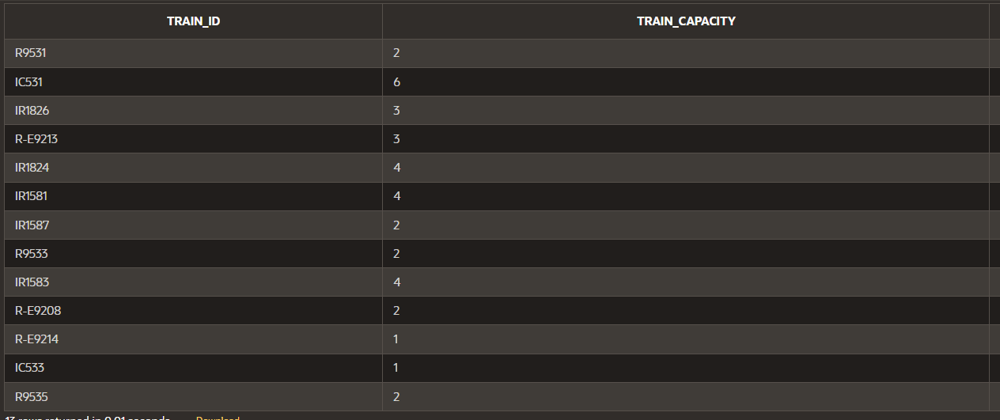 TRAIN_ID TRAIN_CAPACITY
R9531 2
IC531 6
IR1826 3
R-E9213 3
IR1824 4
IR1581 4
IR1587 2
R9533 2
IR1583 4
R-E9208 2
R-E9214 1
IC533 1
R9535 2
13 rows returned in 0.01 seconds Download